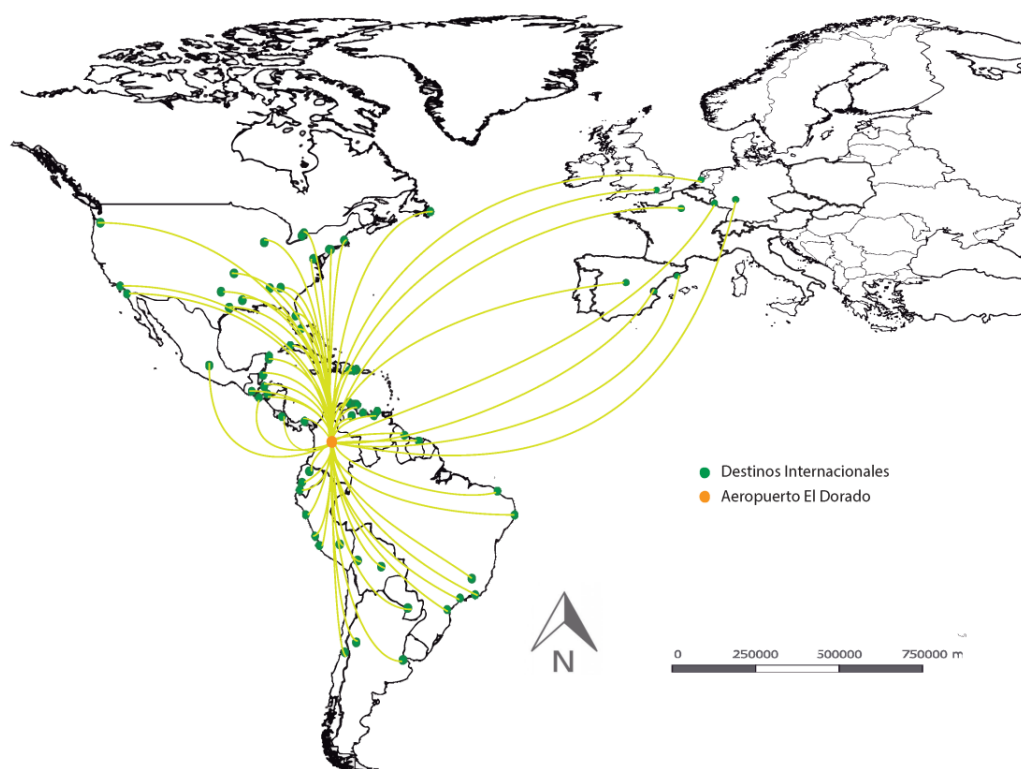 Destinos Internacionales
Aeropuerto El Dorado
N
0 250000 500000 750000 m